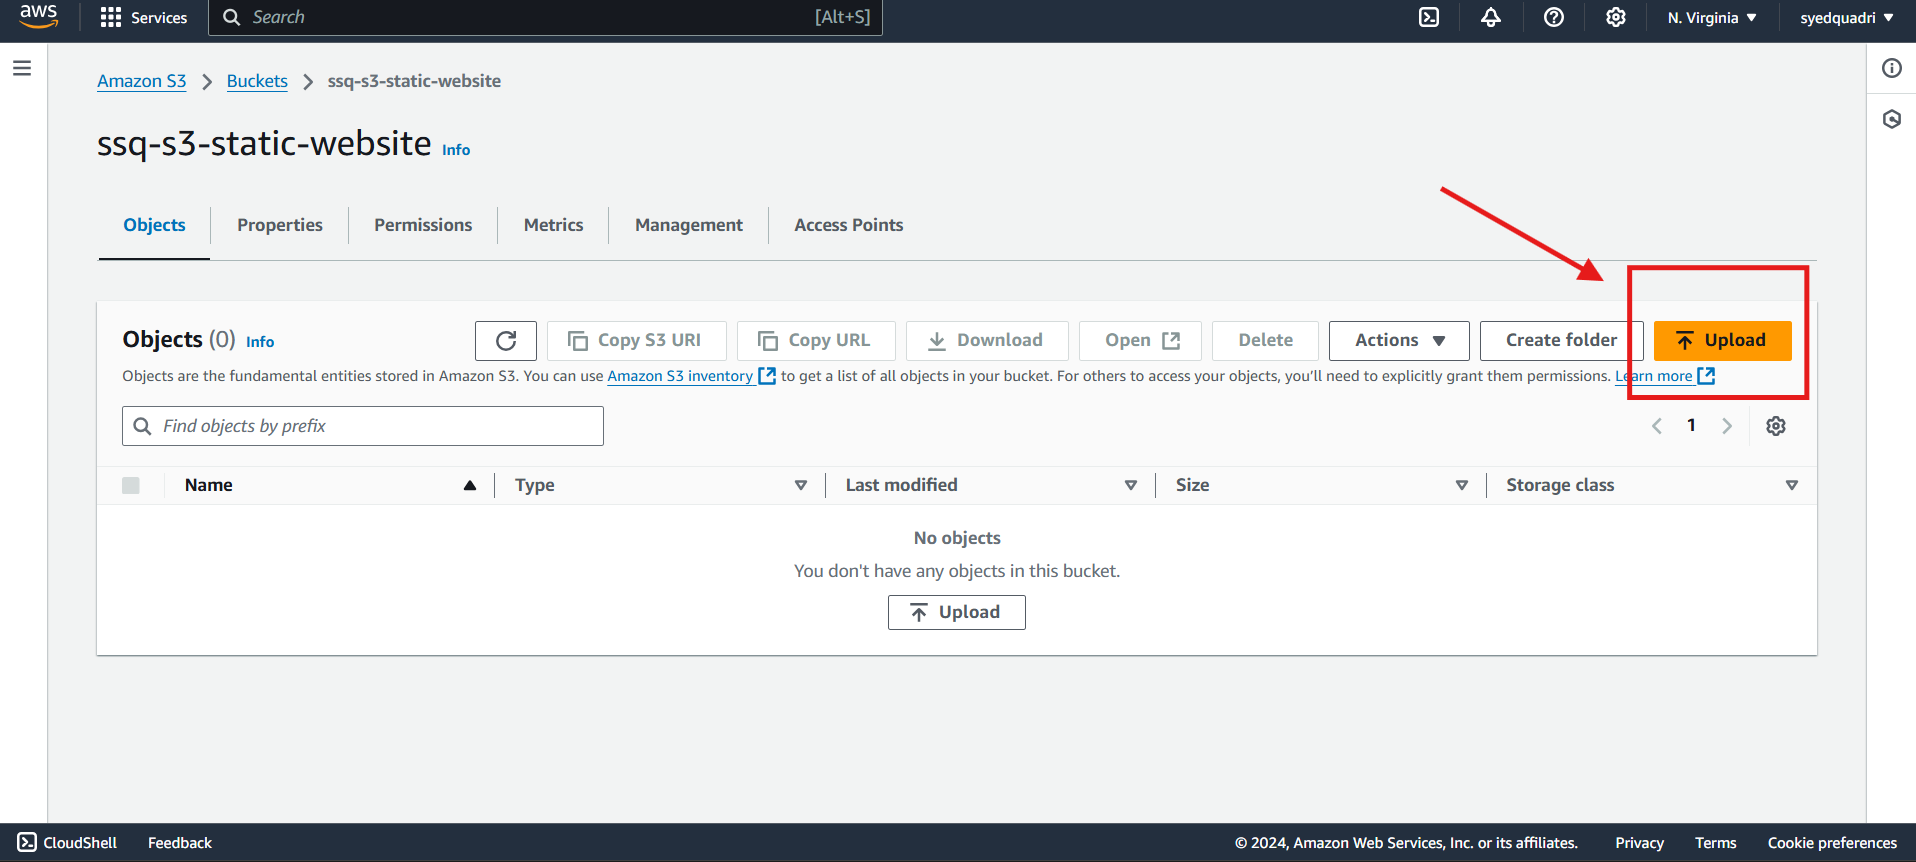 aws Services Search [Alt+S] N. Virginia syedquadri
Amazon S3 Buckets ssq-s3-static-website
ssq-s3-static-website Info
Objects Properties Permissions Metrics Management Access Points
Objects (0) Info Copy S3 URI Copy URL Download Open Delete Actions Create folder Upload
Objects are the fundamental entities stored in Amazon S3. You can use Amazon S3 inventory to get a list of all objects in your bucket. For others to access your objects, you'll need to explicitly grant them permissions. Learn more
Find objects by prefix 1
Name Type Last modified Size Storage class
No objects
You don't have any objects in this bucket.
Upload
CloudShell Feedback © 2024, Amazon Web Services, Inc. or its affiliates. Privacy Terms Cookie preferences